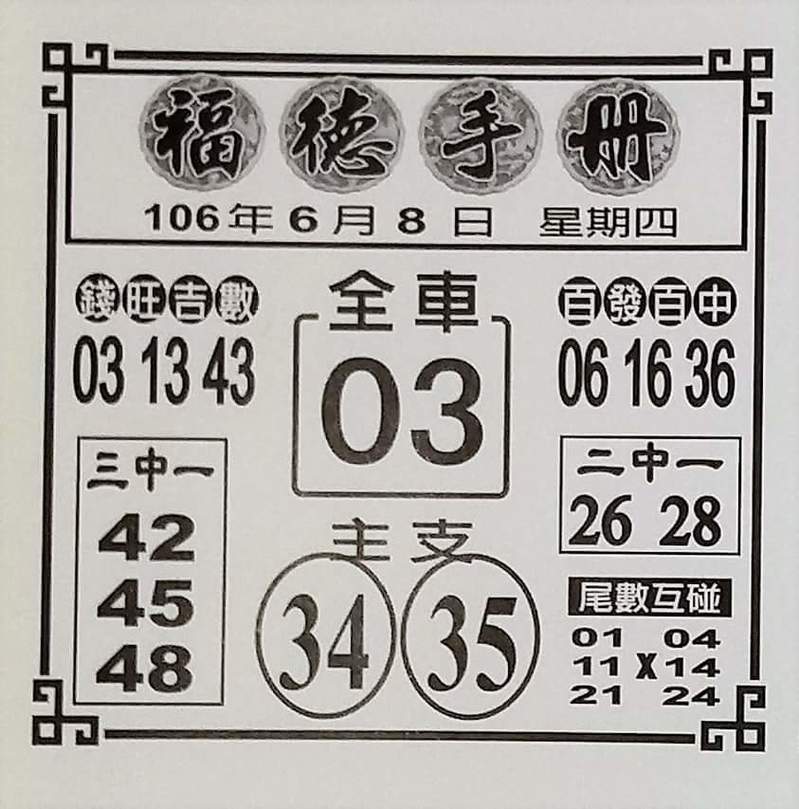 福德手冊
106年6月8日 星期四
錢旺吉數
03 13 43
全車
03
百發百中
06 16 36
三中一
42
45
48
主支
34 35
二中一
26 28
尾數互碰
01 04
11 X 14
21 24